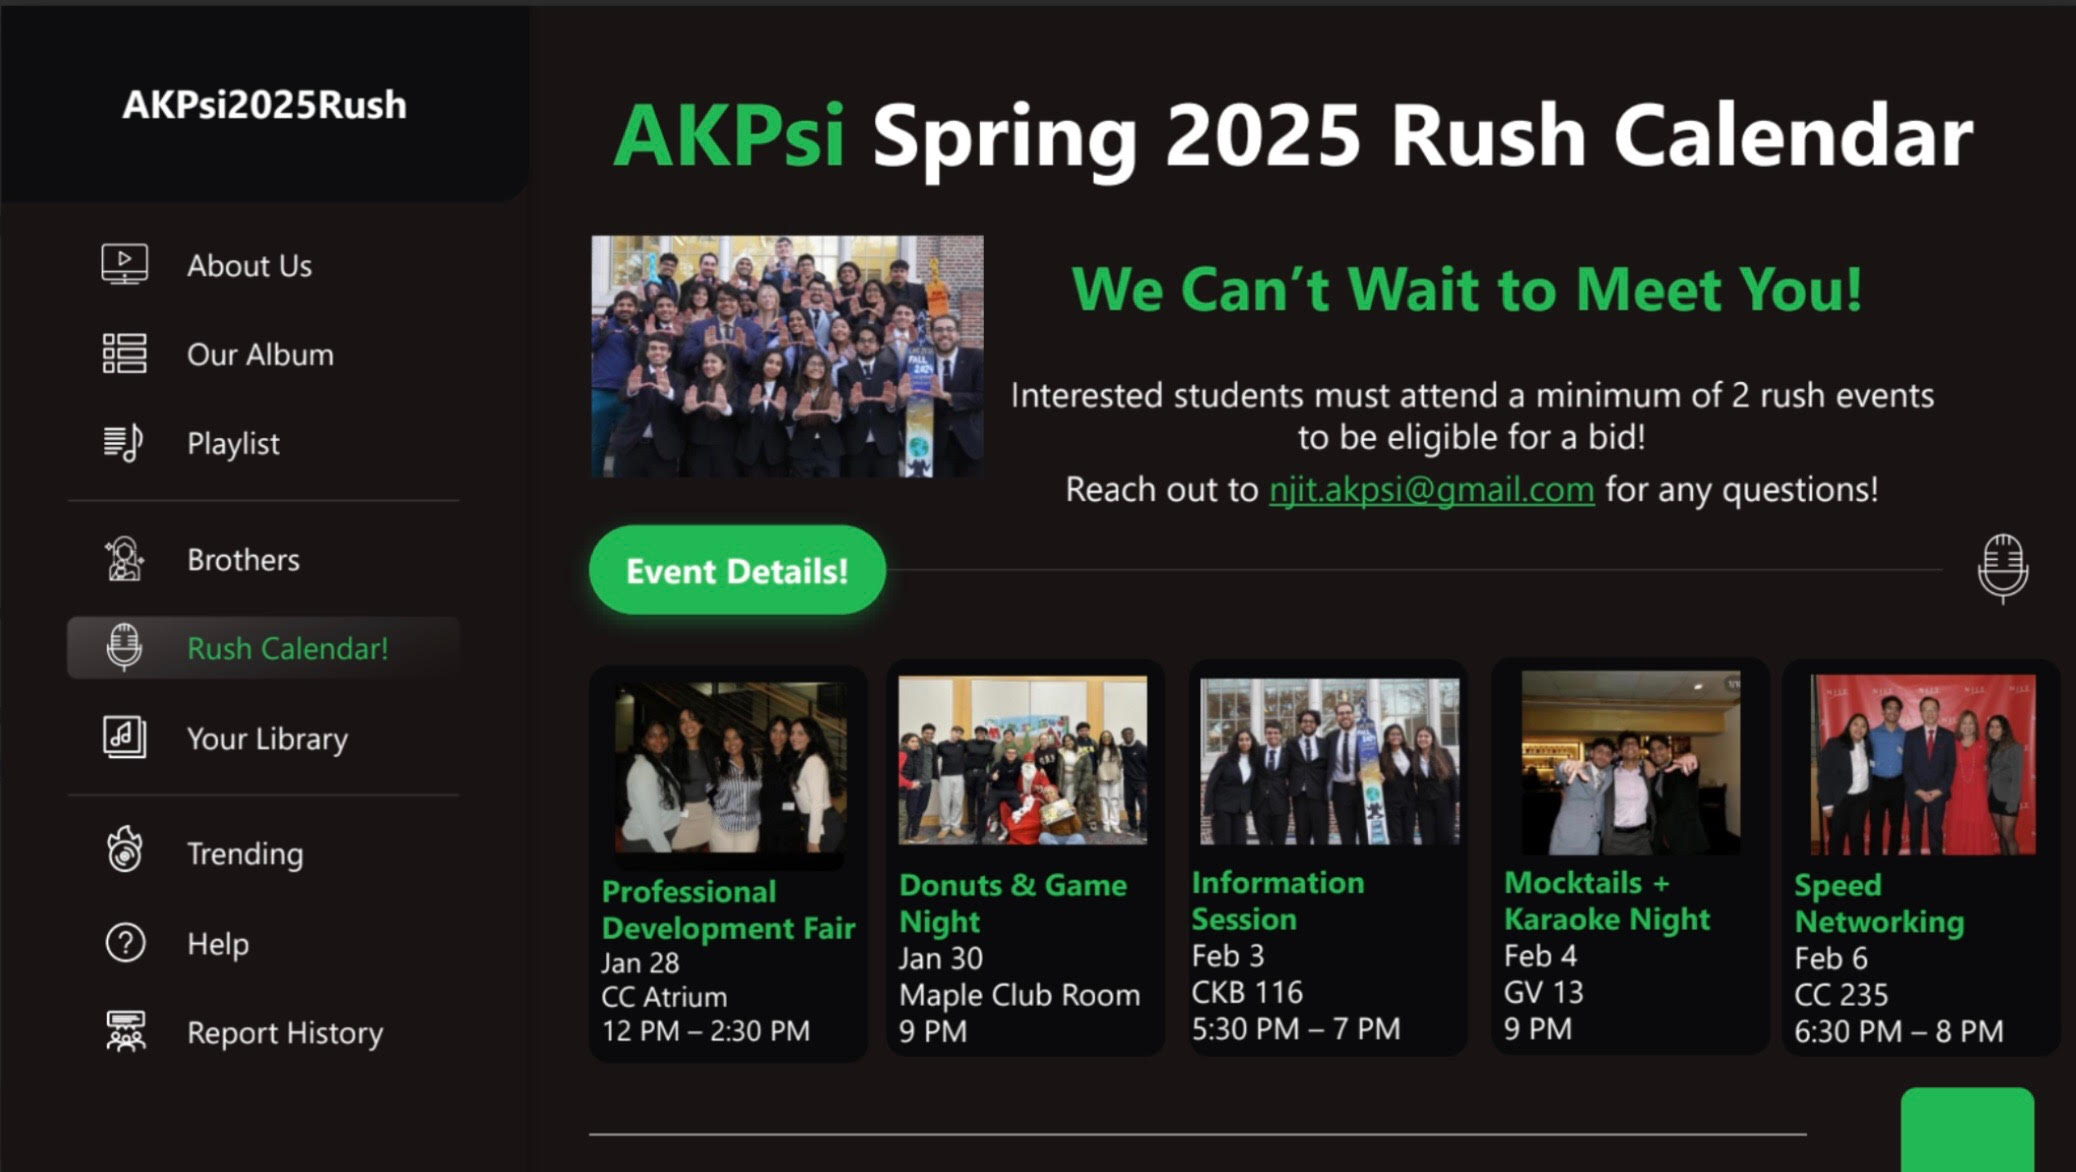 AKPsi2025Rush
About Us
Our Album
Playlist
Brothers
Rush Calendar!
Your Library
Trending
Help
Report History
AKPsi Spring 2025 Rush Calendar
We Can’t Wait to Meet You!
Interested students must attend a minimum of 2 rush events
to be eligible for a bid!
Reach out to njit.akpsi@gmail.com for any questions!
Event Details!
Professional
Development Fair
Jan 28
CC Atrium
12 PM – 2:30 PM
Donuts & Game
Night
Jan 30
Maple Club Room
9 PM
Information
Session
Feb 3
CKB 116
5:30 PM – 7 PM
Mocktails +
Karaoke Night
Feb 4
GV 13
9 PM
Speed
Networking
Feb 6
CC 235
6:30 PM – 8 PM
FALL
2024